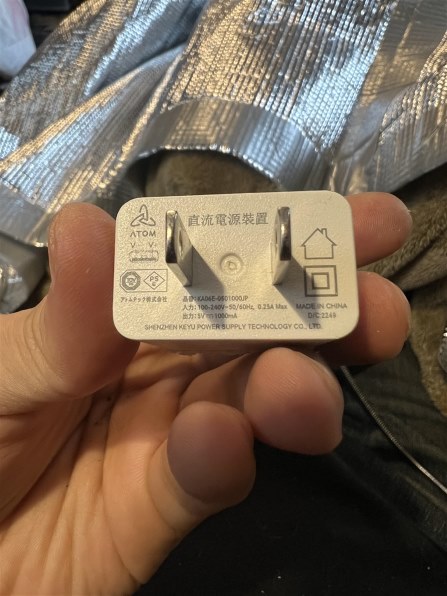 ATOM
直流電源装置
V- V+
PS E
アトムテック株式会社
品番: KA06E-0501000JP
入力: 100-240V~50/60Hz, 0.25A Max
出力: 5V⎓1000mA
MADE IN CHINA
D/C:2249
SHENZHEN KEYU POWER SUPPLY TECHNOLOGY CO., LTD.